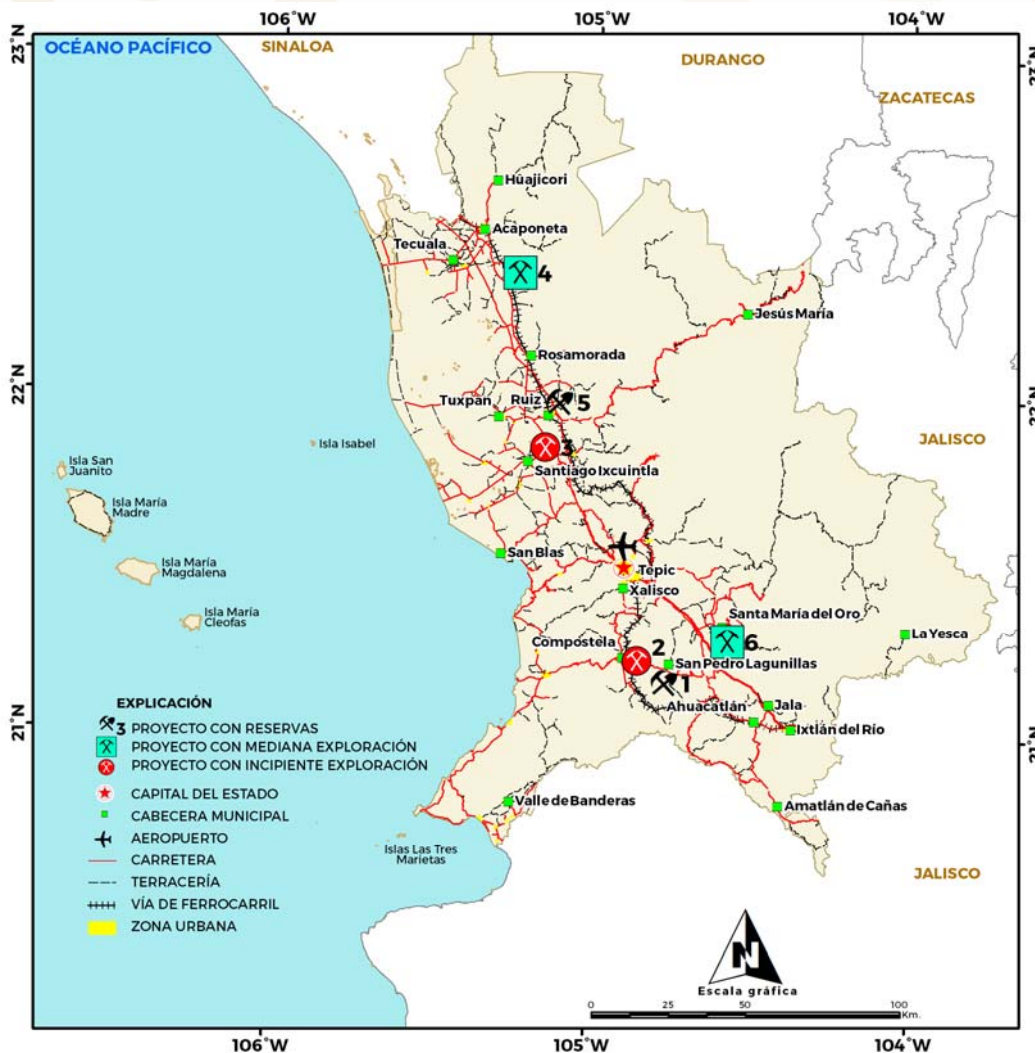 106°W
105°W
104°W
23°N
23°N
OCÉANO PACÍFICO
SINALOA
DURANGO
ZACATECAS
Huajicori
Acaponeta
Tecuala
4
Jesús María
Rosamorada
22°N
22°N
Tuxpan
Ruiz
5
JALISCO
Isla Isabel
3
Isla San
Juanito
Santiago Ixcuintla
Isla María
Madre
San Blas
Isla María
Magdalena
Tepic
Xalisco
Isla María
Cleofas
Santa María del Oro
Compostela
2
6
La Yesca
San Pedro Lagunillas
1
Ahuacatlán
Jala
Ixtlán del Río
21°N
21°N
EXPLICACIÓN
3 PROYECTO CON RESERVAS
PROYECTO CON MEDIANA EXPLORACIÓN
PROYECTO CON INCIPIENTE EXPLORACIÓN
CAPITAL DEL ESTADO
CABECERA MUNICIPAL
AEROPUERTO
CARRETERA
TERRACERÍA
VÍA DE FERROCARRIL
ZONA URBANA
Valle de Banderas
Amatlán de Cañas
Islas Las Tres
Marietas
JALISCO
N
Escala gráfica
0 25 50 100
Km.
106°W
105°W
104°W